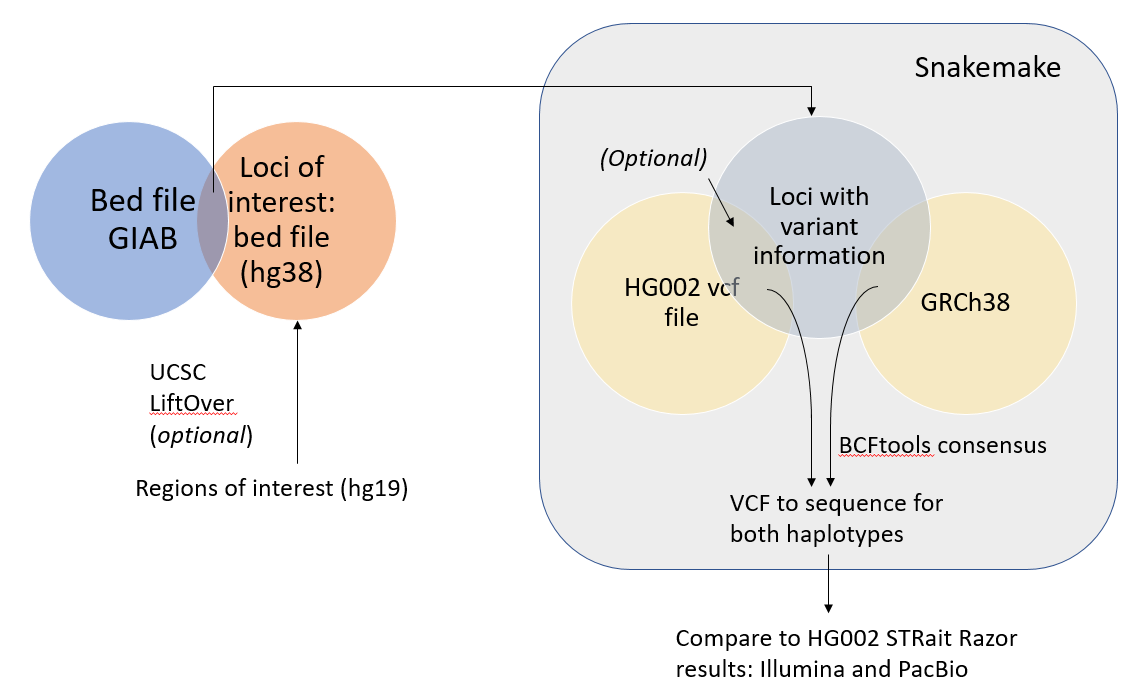 Snakemake
Bed file
GIAB
Loci of
interest:
bed file
(hg38)
UCSC
LiftOver
(optional)
Regions of interest (hg19)
(Optional)
Loci with
variant
information
HG002 vcf
file
GRCh38
BCFtools consensus
VCF to sequence for
both haplotypes
Compare to HG002 STRait Razor
results: Illumina and PacBio